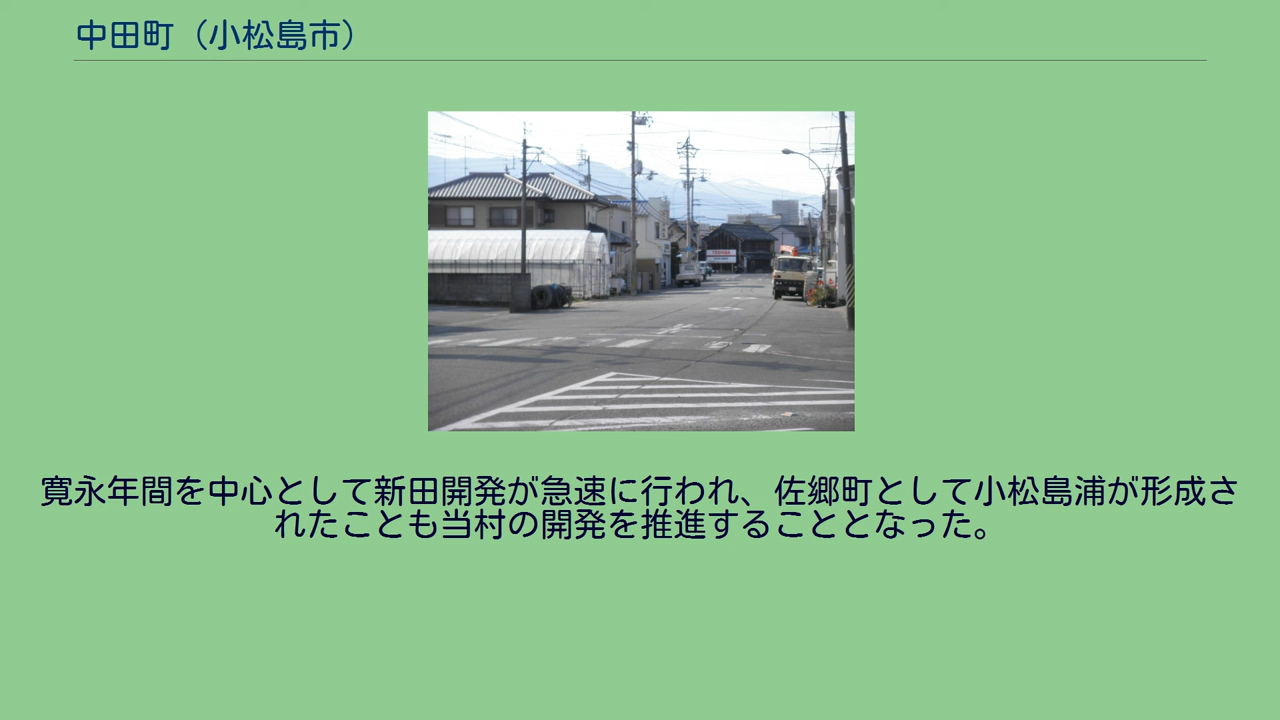 中田町（小松島市）
寛永年間を中心として新田開発が急速に行われ、佐郷町として小松島浦が形成さ
れたことも当村の開発を推進することとなった。